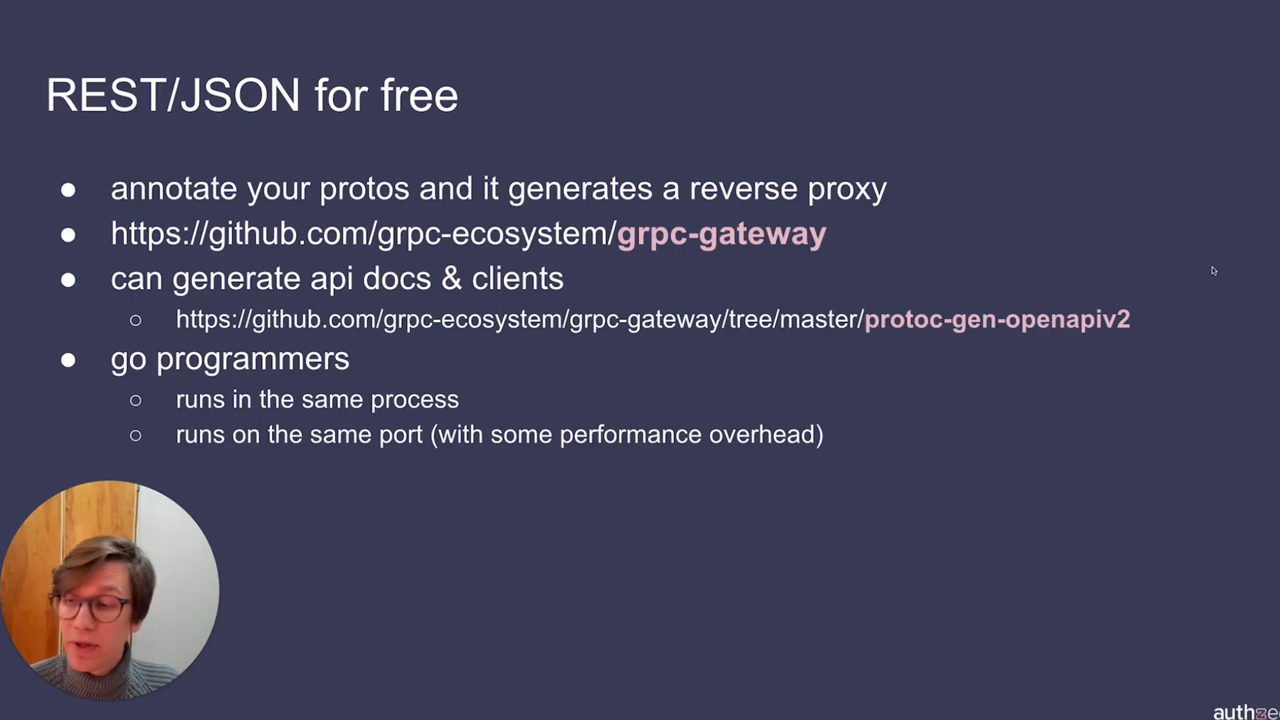 REST/JSON for free
● annotate your protos and it generates a reverse proxy
● https://github.com/grpc-ecosystem/grpc-gateway
● can generate api docs & clients
○ https://github.com/grpc-ecosystem/grpc-gateway/tree/master/protoc-gen-openapiv2
● go programmers
○ runs in the same process
○ runs on the same port (with some performance overhead)
authze